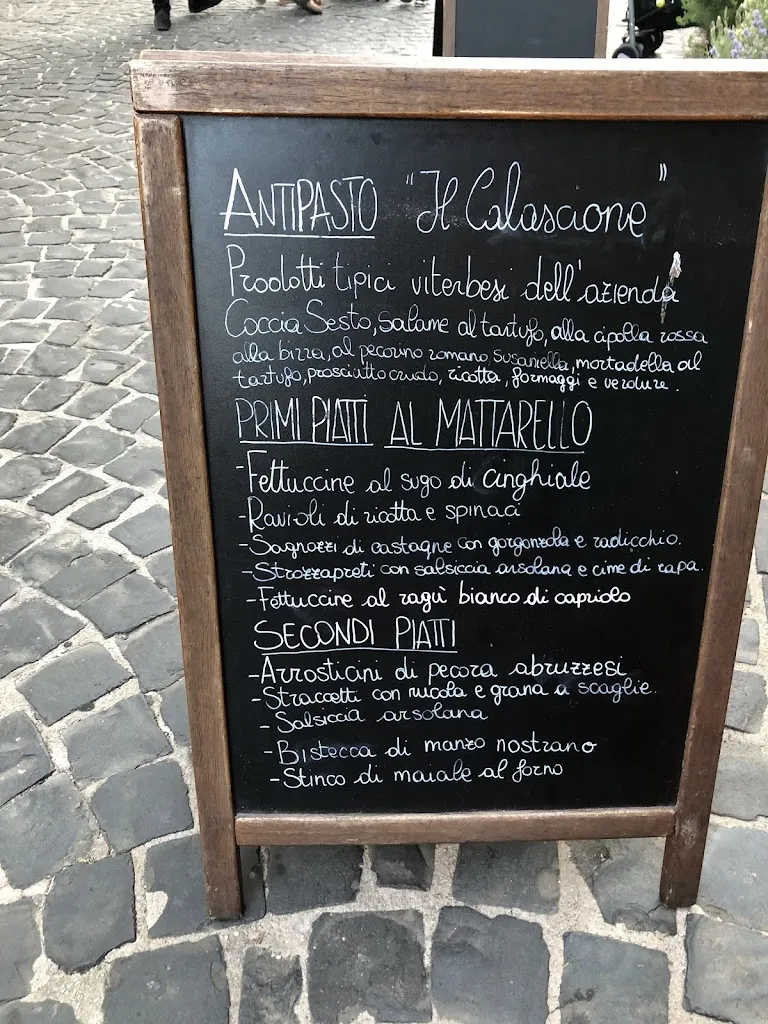 ANTIPASTO "Il Calascione"
Prodotti tipici viterbesi dell'azienda
Coccia Sesto, salame al tartufo, alla cipolla rossa
alla birra, al pecorino romano, susianella, mortadella al
tartufo, prosciutto crudo, ricotta, formaggi e verdure.
PRIMI PIATTI AL MATTARELLO
-Fettuccine al sugo di cinghiale
-Ravioli di ricotta e spinaci
-Sagnozzi di castagne con gorgonzola e radicchio.
-Strozzapreti con salsiccia arsolana e cime di rapa.
-Fettuccine al ragù bianco di capriolo
SECONDI PIATTI
-Arrosticini di pecora abruzzesi
-Straccetti con rucola e grana a scaglie.
- Salsiccia arsolana
-Bistecca di manzo nostrano
-Stinco di maiale al forno